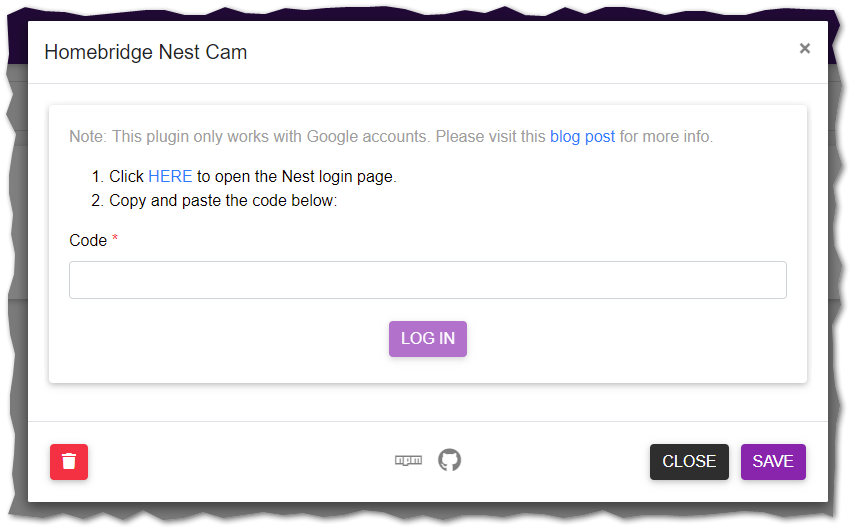 Homebridge Nest Cam
×
Note: This plugin only works with Google accounts. Please visit this blog post for more info.
1. Click HERE to open the Nest login page.
2. Copy and paste the code below:
Code *
LOG IN
npm
CLOSE
SAVE